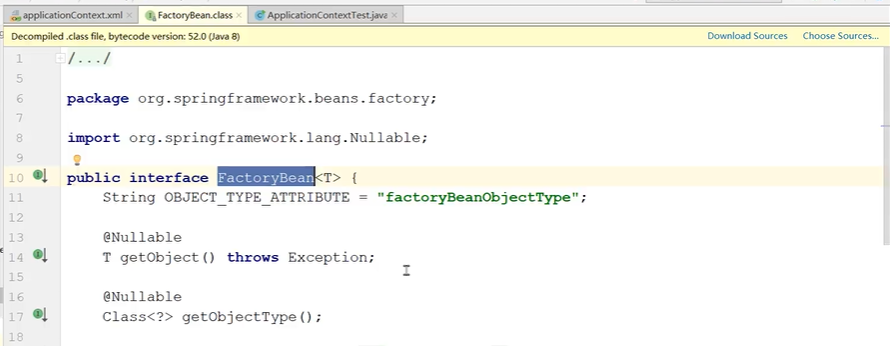 applicationContext.xml FactoryBean.class ApplicationContextTest.java
Decompiled .class file, bytecode version: 52.0 (Java 8) Download Sources Choose Sources...
1 /.../
5
6 package org.springframework.beans.factory;
7
8 import org.springframework.lang.Nullable;
9
10 public interface FactoryBean<T> {
11 String OBJECT_TYPE_ATTRIBUTE = "factoryBeanObjectType";
12
13 @Nullable
14 T getObject() throws Exception;
15
16 @Nullable
17 Class<?> getObjectType();
18